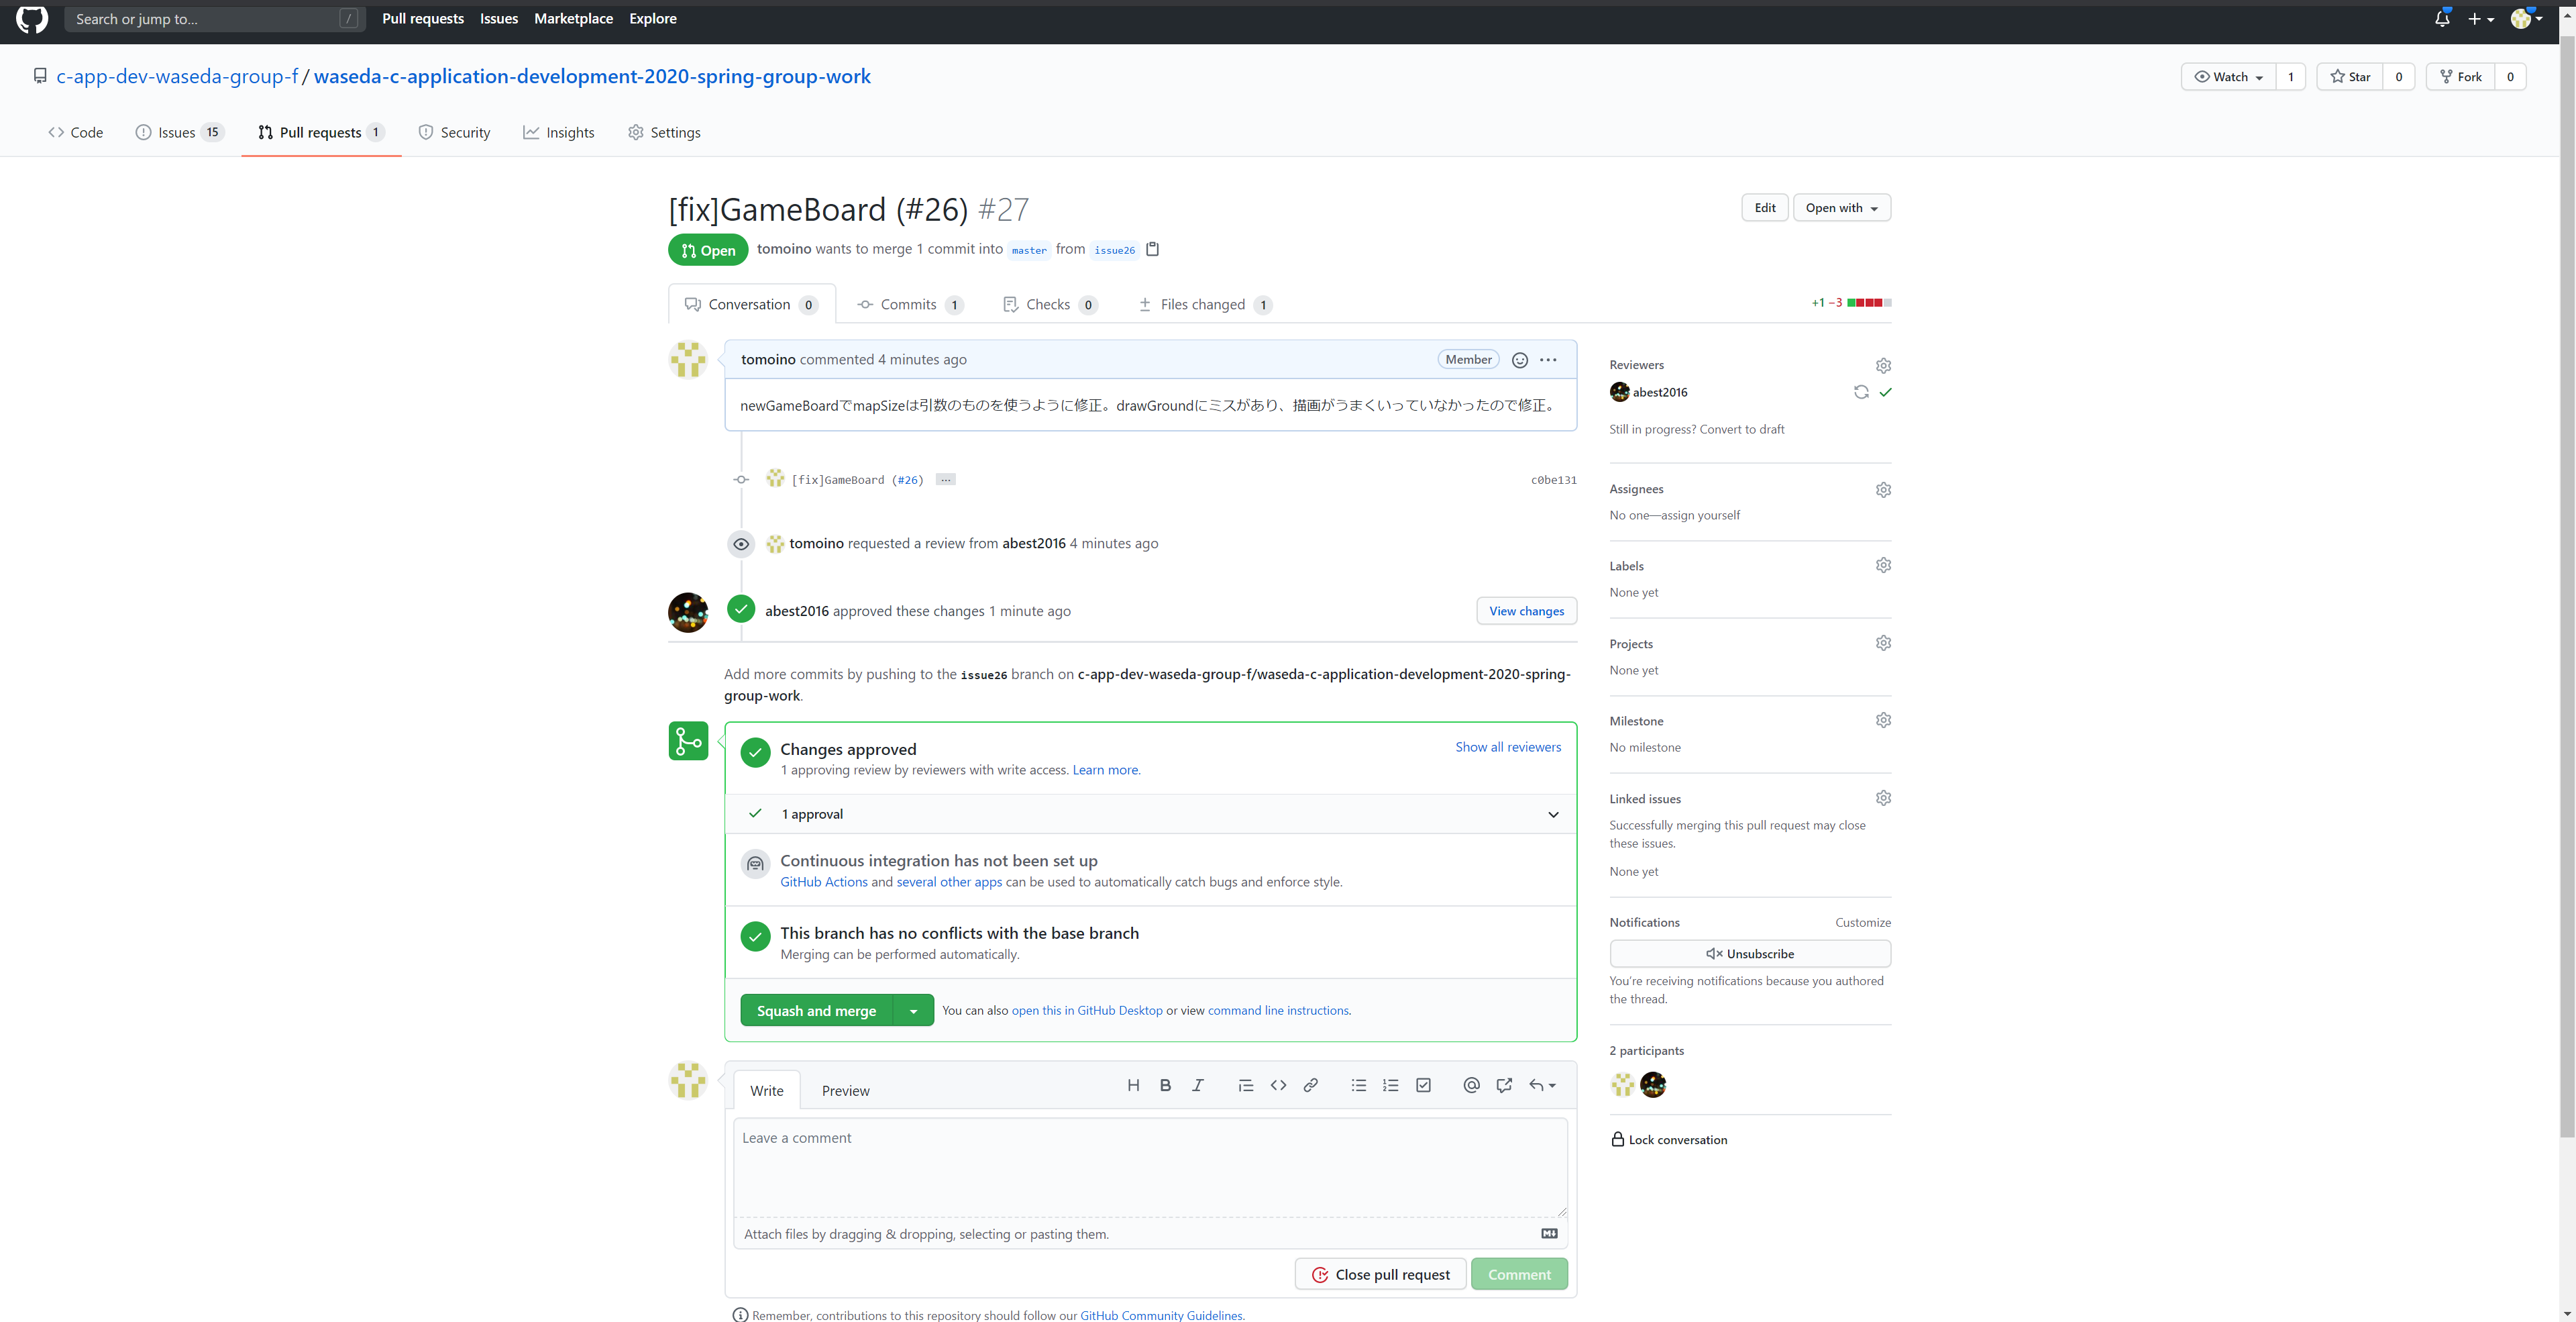 Search or jump to... /
Pull requests Issues Marketplace Explore
c-app-dev-waseda-group-f / waseda-c-application-development-2020-spring-group-work
Watch 1 Star 0 Fork 0
Code Issues 15 Pull requests 1 Security Insights Settings
[fix]GameBoard (#26) #27
Edit Open with
Open tomoino wants to merge 1 commit into master from issue26
Conversation 0 Commits 1 Checks 0 Files changed 1
+1 −3
tomoino commented 4 minutes ago
Member
newGameBoardでmapSizeは引数のものを使うように修正。drawGroundにミスがあり、描画がうまくいっていなかったので修正。
[fix]GameBoard (#26) ... c0be131
tomoino requested a review from abest2016 4 minutes ago
abest2016 approved these changes 1 minute ago
View changes
Add more commits by pushing to the issue26 branch on c-app-dev-waseda-group-f/waseda-c-application-development-2020-spring-
group-work.
Changes approved
Show all reviewers
1 approving review by reviewers with write access. Learn more.
1 approval
Continuous integration has not been set up
GitHub Actions and several other apps can be used to automatically catch bugs and enforce style.
This branch has no conflicts with the base branch
Merging can be performed automatically.
Squash and merge
You can also open this in GitHub Desktop or view command line instructions.
Write Preview
H B I
Leave a comment
Attach files by dragging & dropping, selecting or pasting them.
Close pull request Comment
Remember, contributions to this repository should follow our GitHub Community Guidelines.
Reviewers
abest2016
Still in progress? Convert to draft
Assignees
No one—assign yourself
Labels
None yet
Projects
None yet
Milestone
No milestone
Linked issues
Successfully merging this pull request may close
these issues.
None yet
Notifications Customize
Unsubscribe
You're receiving notifications because you authored
the thread.
2 participants
Lock conversation